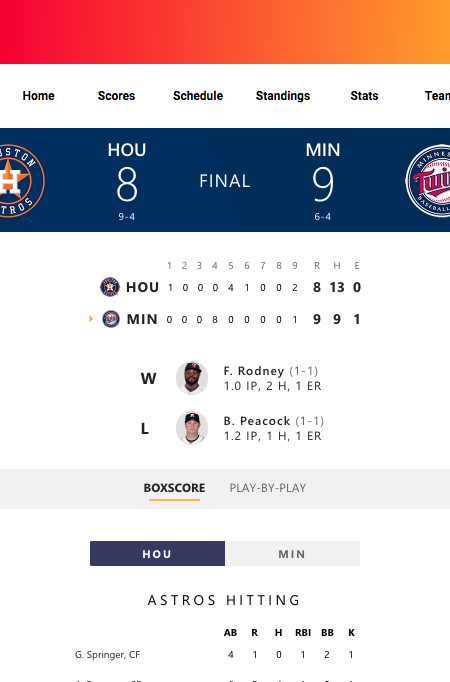 Home Scores Schedule Standings Stats Team
HOU MIN
8 FINAL 9
9-4 6-4
1 2 3 4 5 6 7 8 9 R H E
HOU 1 0 0 0 4 1 0 0 2 8 13 0
MIN 0 0 0 8 0 0 0 0 1 9 9 1
W F. Rodney (1-1)
1.0 IP, 2 H, 1 ER
L B. Peacock (1-1)
1.2 IP, 1 H, 1 ER
BOXSCORE PLAY-BY-PLAY
HOU MIN
ASTROS HITTING
AB R H RBI BB K
G. Springer, CF 4 1 0 1 2 1